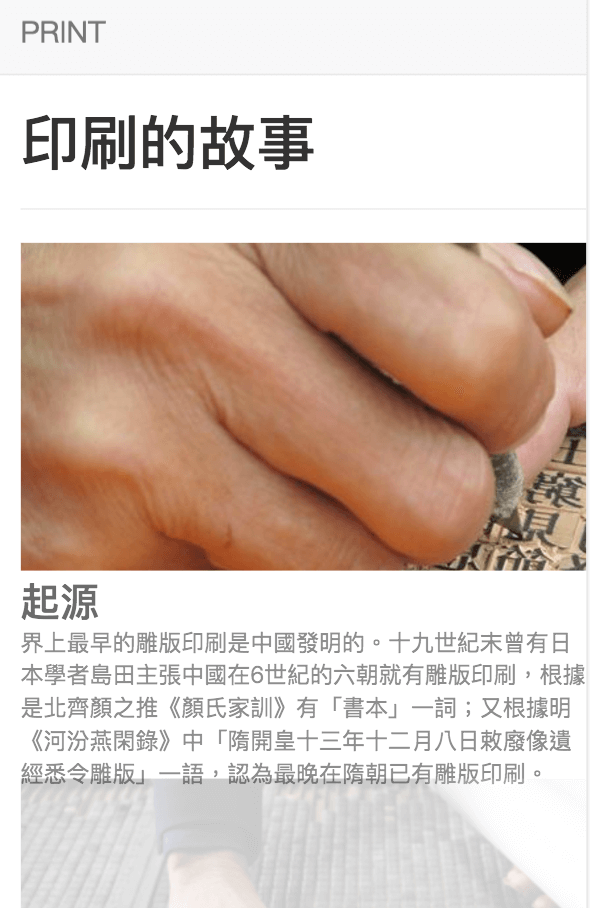 PRINT
印刷的故事
起源
界上最早的雕版印刷是中國發明的。十九世紀末曾有日
本學者島田主張中國在6世紀的六朝就有雕版印刷，根據
是北齊顏之推《顏氏家訓》有「書本」一詞；又根據明
《河汾燕閑錄》中「隋開皇十三年十二月八日敕廢像遺
經悉令雕版」一語，認為最晚在隋朝已有雕版印刷。